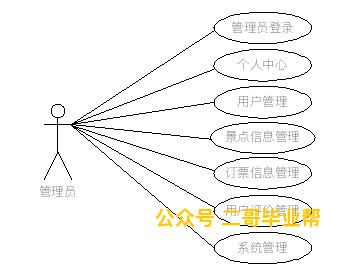 管理员登录
个人中心
用户管理
景点信息管理
订票信息管理
用户评价管理
公众号 二哥毕业帮
系统管理
管理员